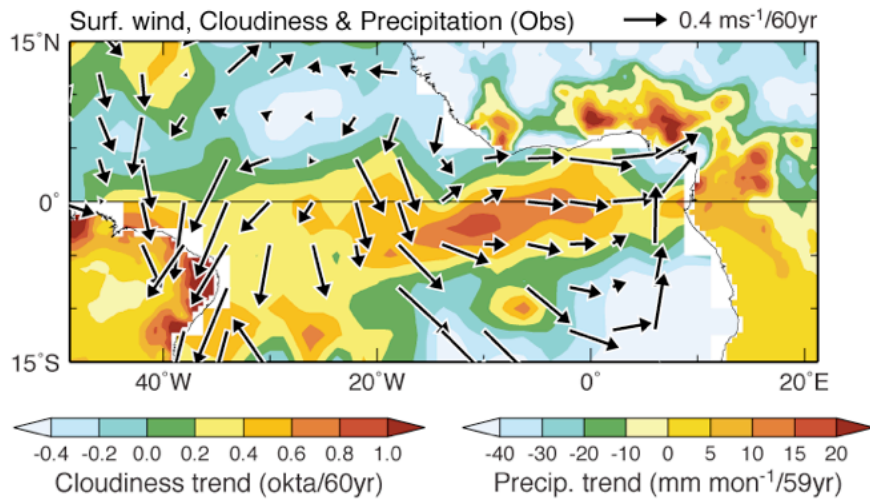 Surf. wind, Cloudiness & Precipitation (Obs) 0.4 ms⁻¹/60yr
15°N
0°
15°S
40°W 20°W 0° 20°E
-0.4 -0.2 0.0 0.2 0.4 0.6 0.8 1.0
Cloudiness trend (okta/60yr)
-40 -30 -20 -10 0 5 10 15 20
Precip. trend (mm mon⁻¹/59yr)